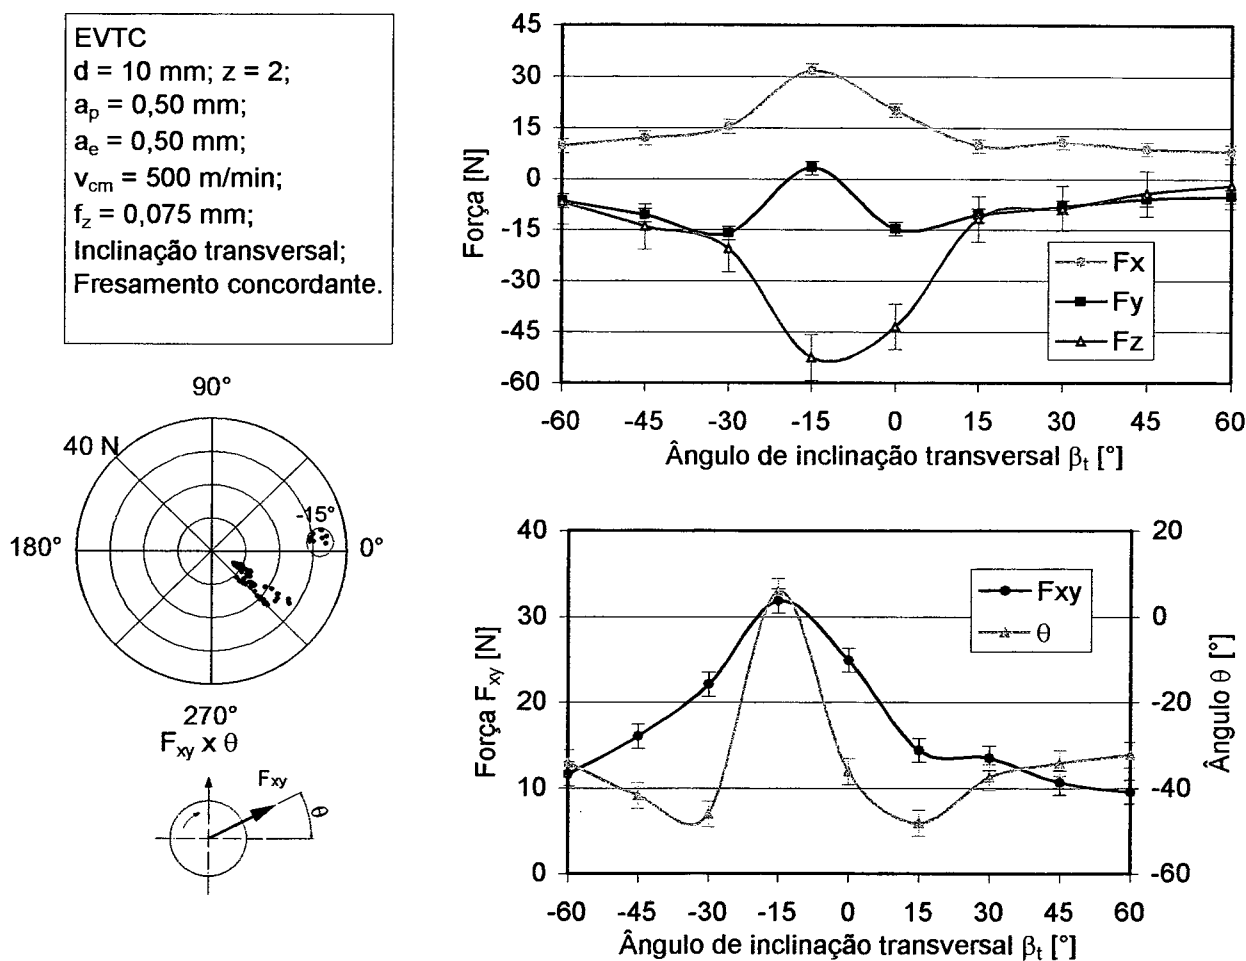 EVTC
d = 10 mm; z = 2;
ap = 0,50 mm;
ae = 0,50 mm;
vcm = 500 m/min;
fz = 0,075 mm;
Inclinação transversal;
Fresamento concordante.
45
30
15
0
-15
-30
-45
-60
Força [N]
Fx
Fy
Fz
-60 -45 -30 -15 0 15 30 45 60
Ângulo de inclinação transversal βt [°]
90°
40 N
-15°
180°
0°
270°
Fxy x θ
Fxy
θ
40
30
20
10
0
Força Fxy [N]
Fxy
θ
20
0
-20
-40
-60
Ângulo θ [°]
-60 -45 -30 -15 0 15 30 45 60
Ângulo de inclinação transversal βt [°]